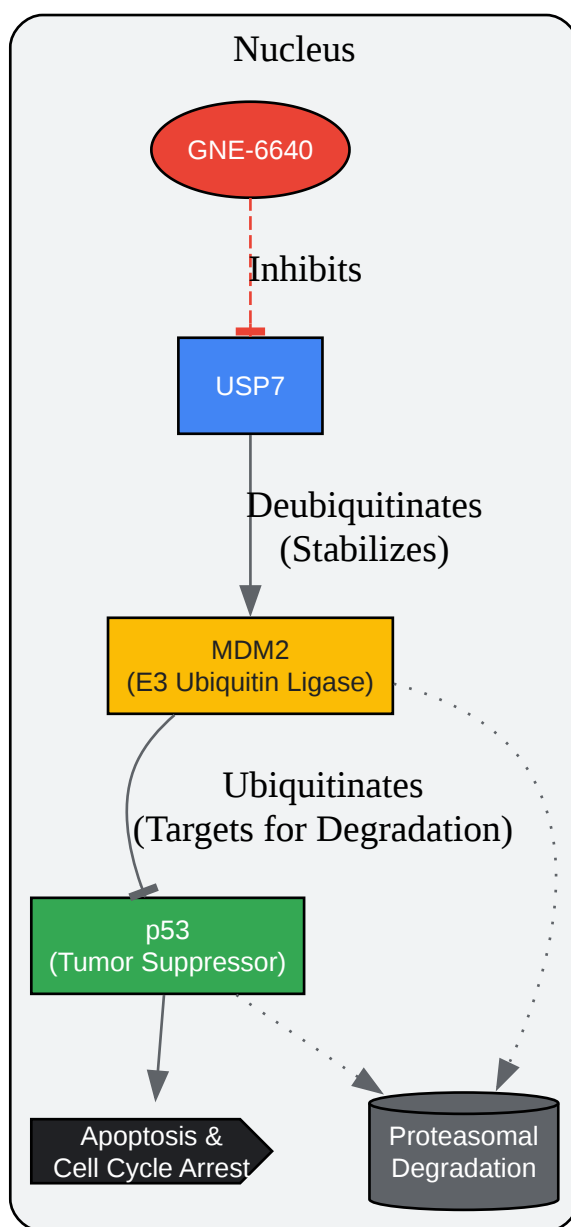 Nucleus
GNE-6640
Inhibits
USP7
Deubiquitinates
(Stabilizes)
MDM2
(E3 Ubiquitin Ligase)
Ubiquitinates
(Targets for Degradation)
p53
(Tumor Suppressor)
Apoptosis &
Cell Cycle Arrest
Proteasomal
Degradation